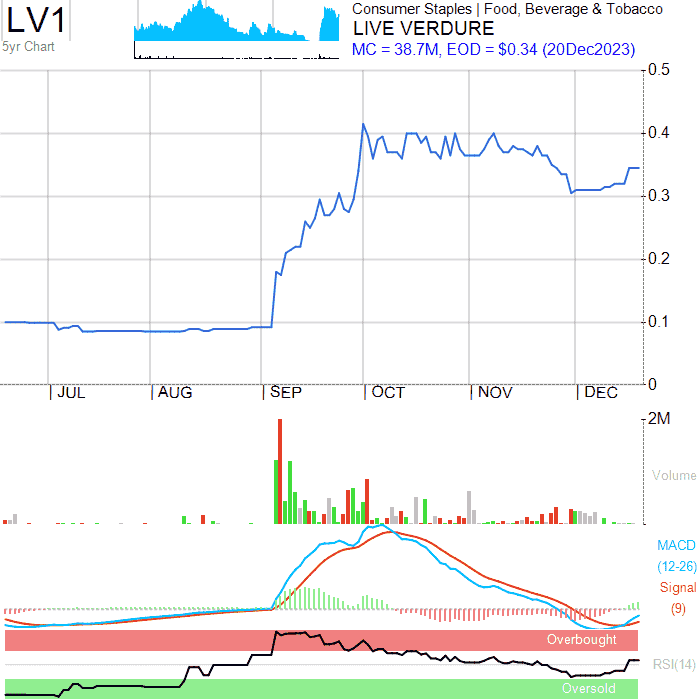 LV1
5yr Chart
Consumer Staples | Food, Beverage & Tobacco
LIVE VERDURE
MC = 38.7M, EOD = $0.34 (20Dec2023)
0.5
0.4
0.3
0.2
0.1
0
JUL AUG SEP OCT NOV DEC
2M
Volume
MACD
(12-26)
Signal
(9)
Overbought
RSI(14)
Oversold